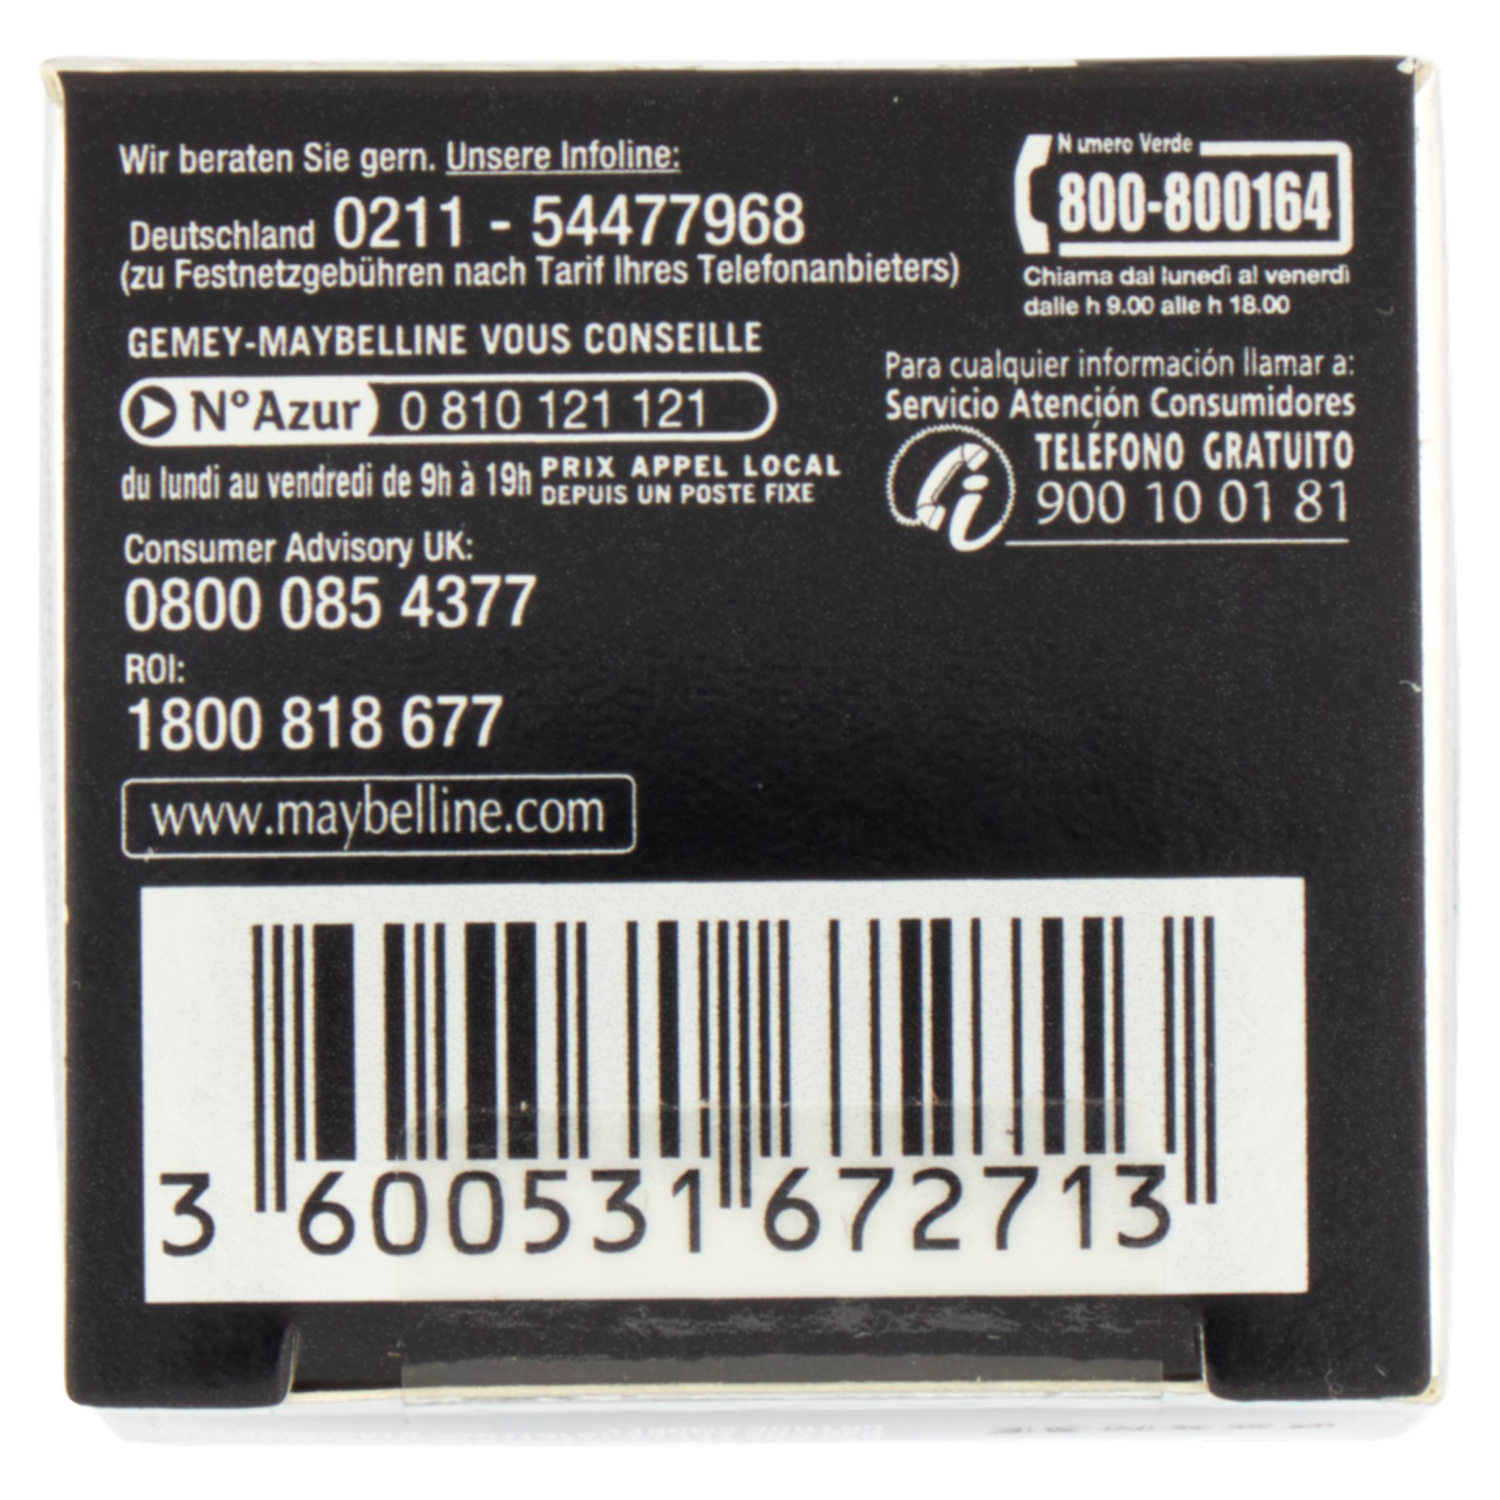 Wir beraten Sie gern. Unsere Infoline:
Deutschland 0211 - 54477968
(zu Festnetzgebühren nach Tarif Ihres Telefonanbieters)
GEMEY-MAYBELLINE VOUS CONSEILLE
N° Azur 0 810 121 121
du lundi au vendredi de 9h à 19h PRIX APPEL LOCAL
DEPUIS UN POSTE FIXE
Consumer Advisory UK:
0800 085 4377
ROI:
1800 818 677
www.maybelline.com
Numero Verde
800-800164
Chiama dal lunedì al venerdì
dalle h 9.00 alle h 18.00
Para cualquier información llamar a:
Servicio Atención Consumidores
TELÉFONO GRATUITO
900 10 01 81
3 600531 672713